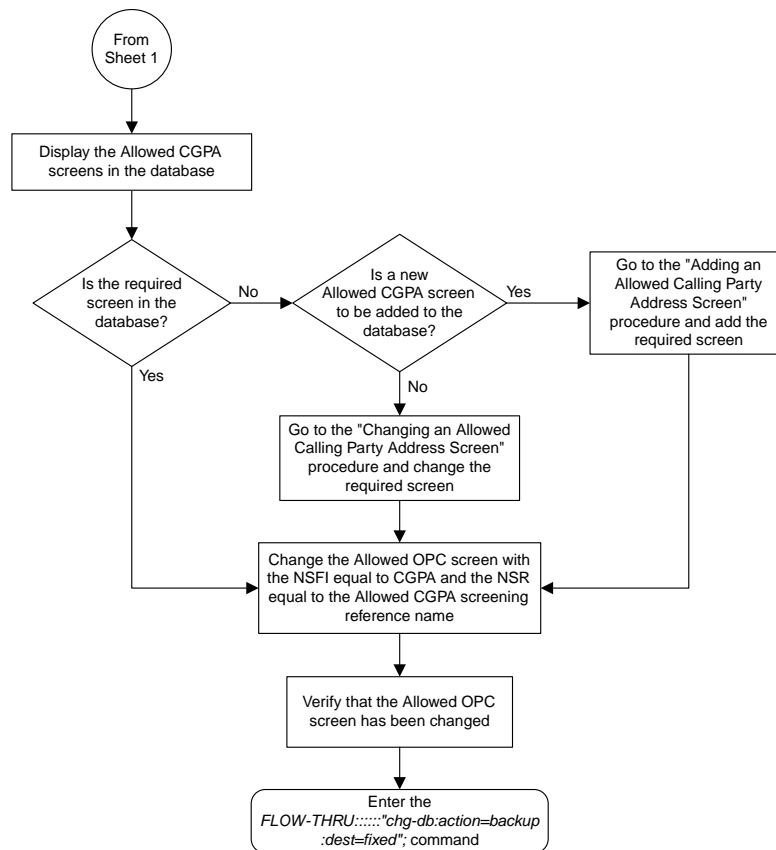 From
Sheet 1
Display the Allowed CGPA
screens in the database
Is the required
screen in the
database?
No
Yes
Is a new
Allowed CGPA screen
to be added to the
database?
Yes
No
Go to the "Adding an
Allowed Calling Party
Address Screen"
procedure and add the
required screen
Go to the "Changing an Allowed
Calling Party Address Screen"
procedure and change the
required screen
Change the Allowed OPC screen with
the NSFI equal to CGPA and the NSR
equal to the Allowed CGPA screening
reference name
Verify that the Allowed OPC
screen has been changed
Enter the
FLOW-THRU::::::"chg-db:action=backup
:dest=fixed"; command